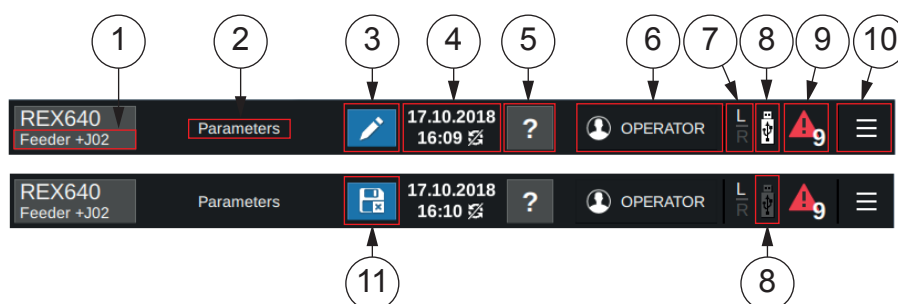 1 2 3 4 5 6 7 8 9 10
REX640
Feeder +J02
Parameters
17.10.2018
16:09
?
OPERATOR
L
R
9
REX640
Feeder +J02
Parameters
17.10.2018
16:10
?
OPERATOR
L
R
9
11 8